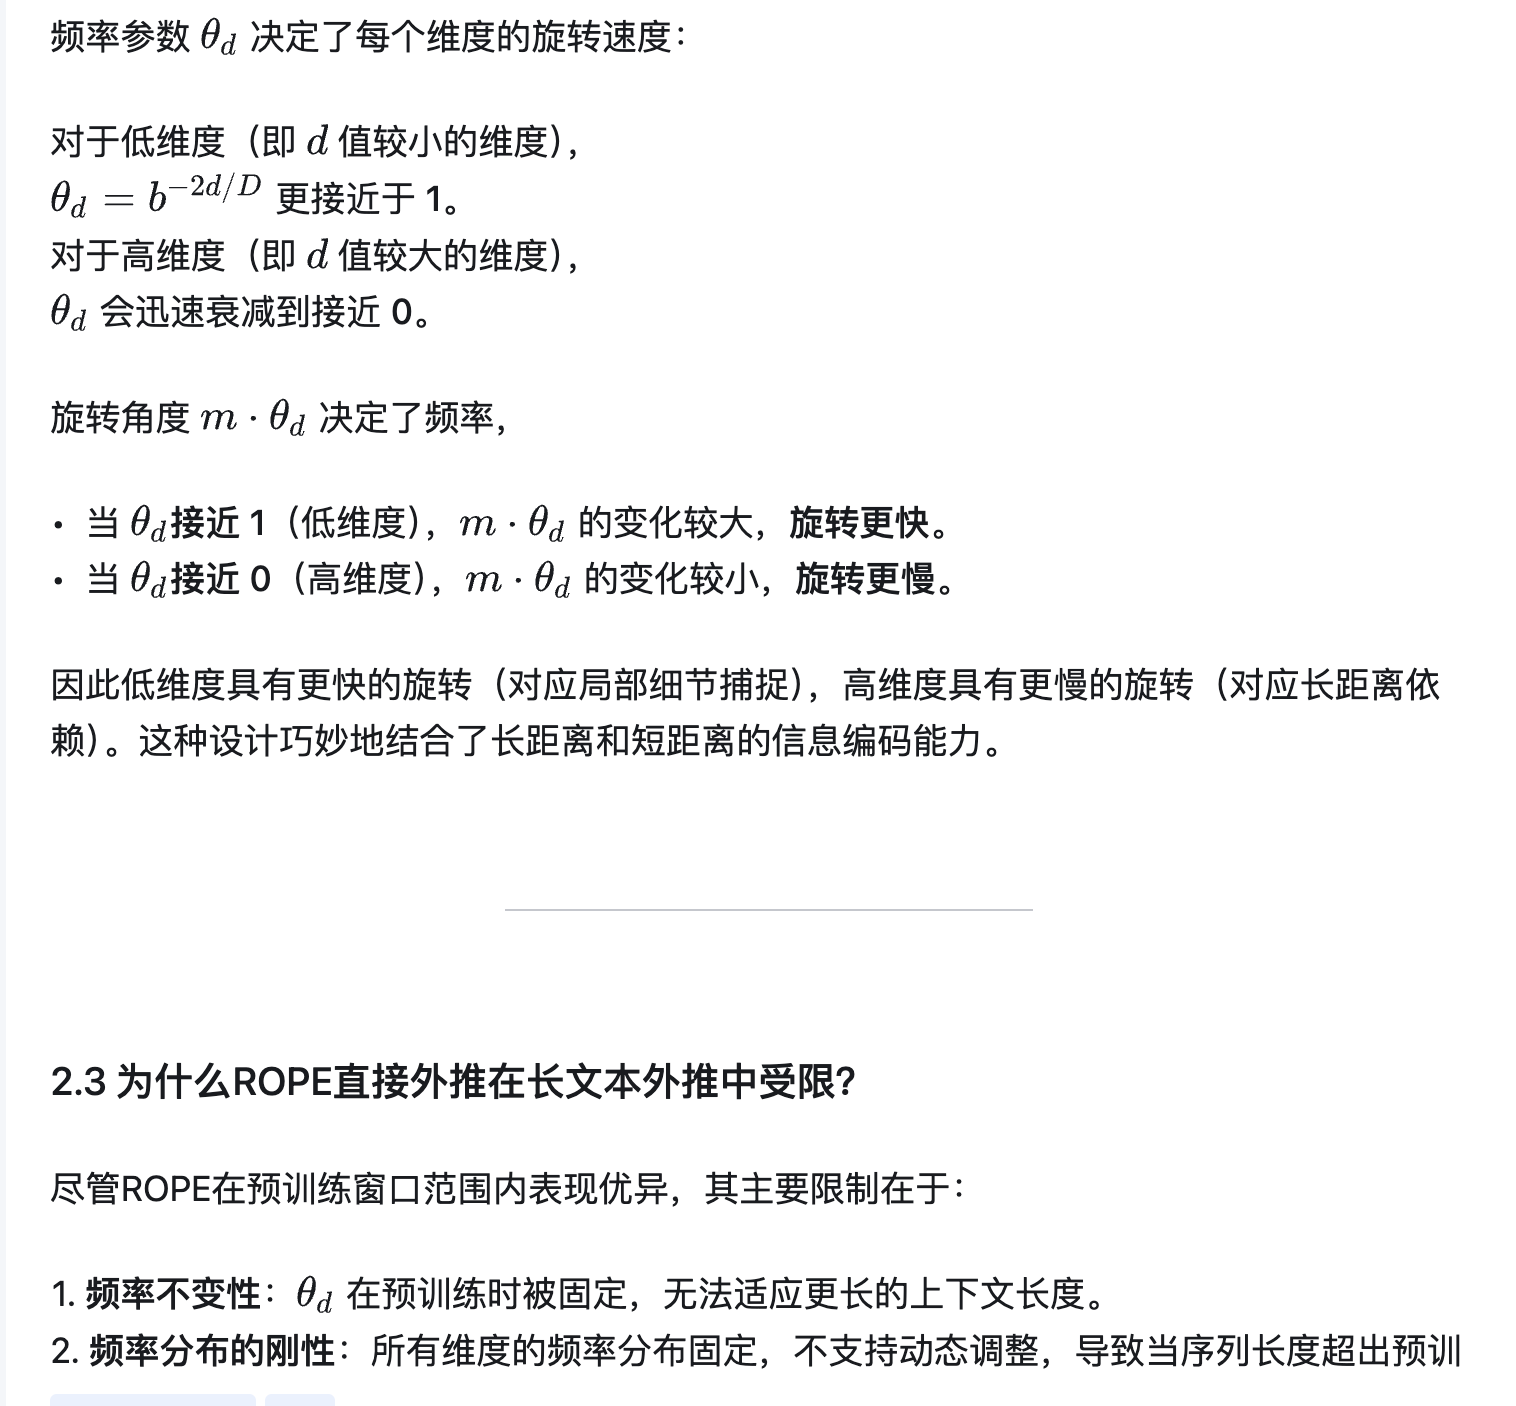 频率参数 θ_d 决定了每个维度的旋转速度：
对于低维度（即 d 值较小的维度），
θ_d = b^{-2d/D} 更接近于 1。
对于高维度（即 d 值较大的维度），
θ_d 会迅速衰减到接近 0。
旋转角度 m · θ_d 决定了频率，
• 当 θ_d接近 1（低维度），m · θ_d 的变化较大，旋转更快。
• 当 θ_d接近 0（高维度），m · θ_d 的变化较小，旋转更慢。
因此低维度具有更快的旋转（对应局部细节捕捉），高维度具有更慢的旋转（对应长距离依
赖）。这种设计巧妙地结合了长距离和短距离的信息编码能力。
2.3 为什么ROPE直接外推在长文本外推中受限?
尽管ROPE在预训练窗口范围内表现优异，其主要限制在于：
1. 频率不变性：θ_d 在预训练时被固定，无法适应更长的上下文长度。
2. 频率分布的刚性：所有维度的频率分布固定，不支持动态调整，导致当序列长度超出预训